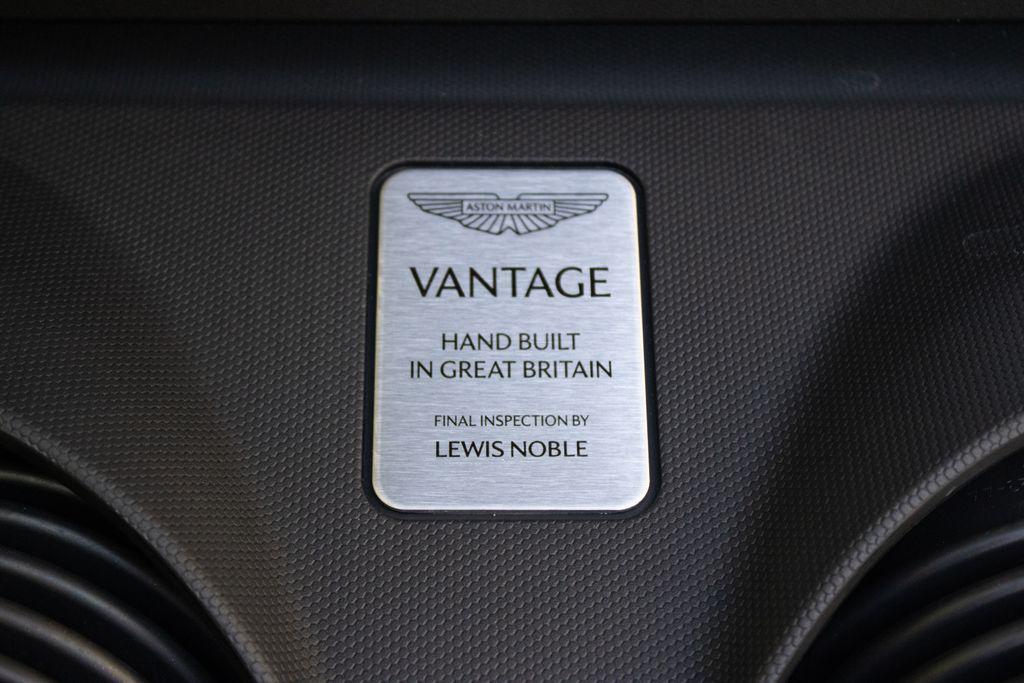 ASTON MARTIN
VANTAGE
HAND BUILT
IN GREAT BRITAIN
FINAL INSPECTION BY
LEWIS NOBLE